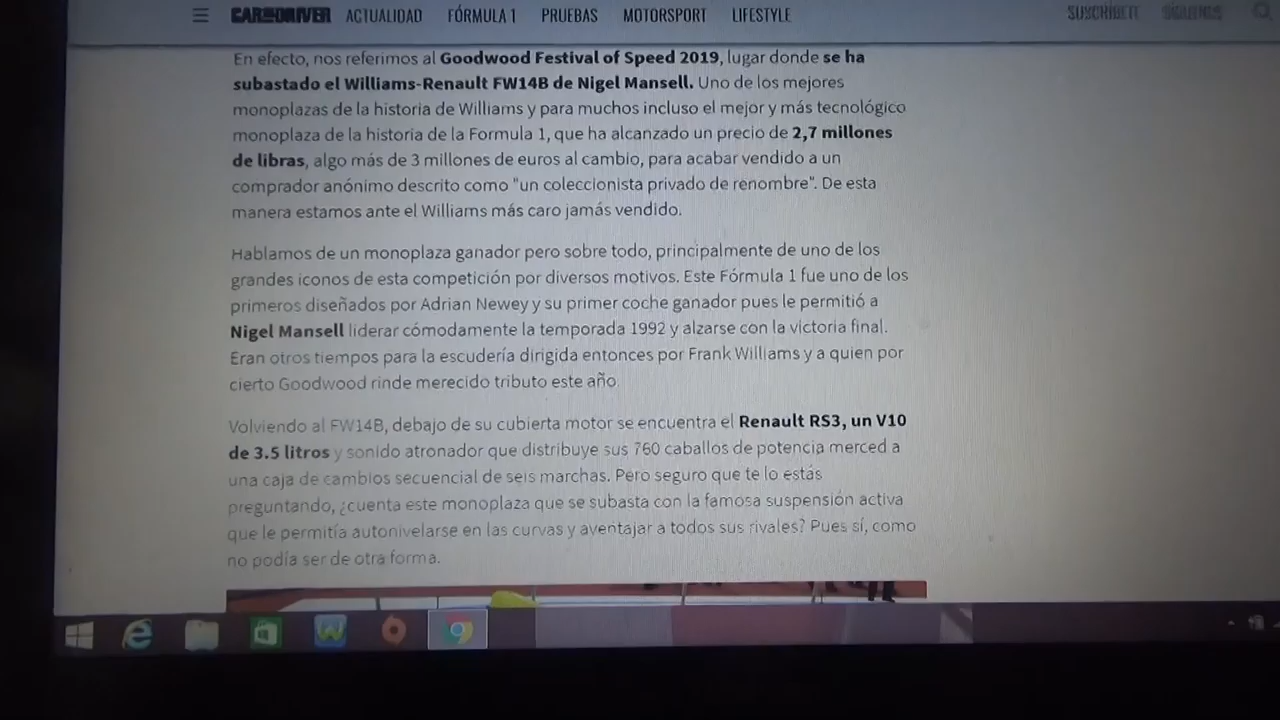 CAR AND DRIVER ACTUALIDAD FÓRMULA 1 PRUEBAS MOTORSPORT LIFESTYLE SUSCRÍBETE SÍGUENOS
En efecto, nos referimos al Goodwood Festival of Speed 2019, lugar donde se ha
subastado el Williams-Renault FW14B de Nigel Mansell. Uno de los mejores
monoplazas de la historia de Williams y para muchos incluso el mejor y más tecnológico
monoplaza de la historia de la Formula 1, que ha alcanzado un precio de 2,7 millones
de libras, algo más de 3 millones de euros al cambio, para acabar vendido a un
comprador anónimo descrito como "un coleccionista privado de renombre". De esta
manera estamos ante el Williams más caro jamás vendido.
Hablamos de un monoplaza ganador pero sobre todo, principalmente de uno de los
grandes iconos de esta competición por diversos motivos. Este Fórmula 1 fue uno de los
primeros diseñados por Adrian Newey y su primer coche ganador pues le permitió a
Nigel Mansell liderar cómodamente la temporada 1992 y alzarse con la victoria final.
Eran otros tiempos para la escudería dirigida entonces por Frank Williams y a quien por
cierto Goodwood rinde merecido tributo este año.
Volviendo al FW14B, debajo de su cubierta motor se encuentra el Renault RS3, un V10
de 3.5 litros y sonido atronador que distribuye sus 760 caballos de potencia merced a
una caja de cambios secuencial de seis marchas. Pero seguro que te lo estás
preguntando, ¿cuenta este monoplaza que se subasta con la famosa suspensión activa
que le permitía autonivelarse en las curvas y aventajar a todos sus rivales? Pues sí, como
no podía ser de otra forma.